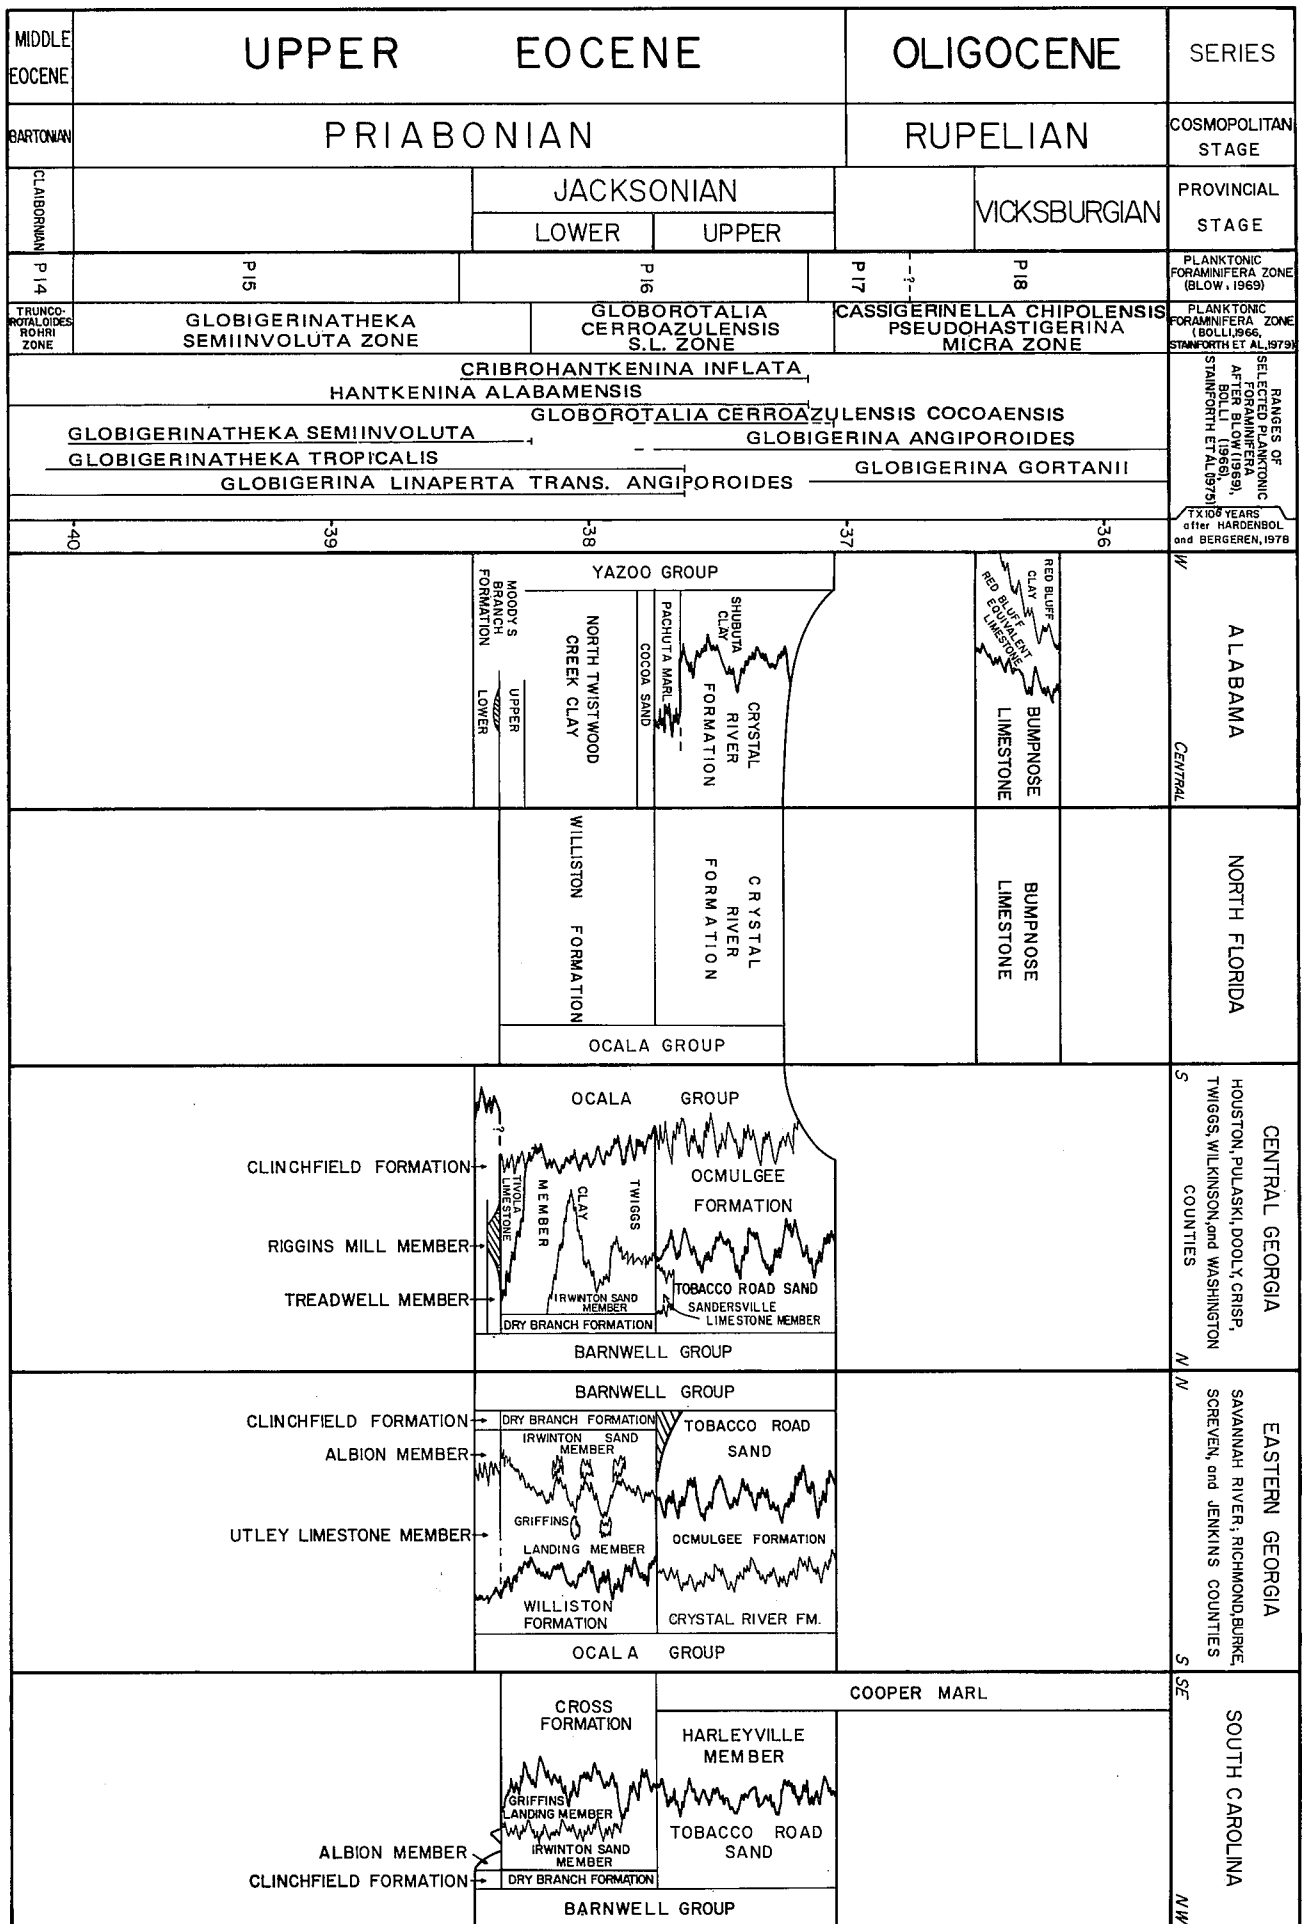 MIDDLE
EOCENE
UPPER EOCENE
OLIGOCENE
SERIES
BARTONIAN
PRIABONIAN
RUPELIAN
COSMOPOLITAN
STAGE
CLAIBORNIAN
JACKSONIAN
LOWER
UPPER
VICKSBURGIAN
PROVINCIAL
STAGE
P 14
P 15
P 16
P 17
-?-
P 18
PLANKTONIC
FORAMINIFERA ZONE
(BLOW, 1969)
TRUNCO-
ROTALOIDES
ROHRI
ZONE
GLOBIGERINATHEKA
SEMIINVOLUTA ZONE
GLOBOROTALIA
CERROAZULENSIS
S.L. ZONE
CASSIGERINELLA CHIPOLENSIS
PSEUDOHASTIGERINA
MICRA ZONE
PLANKTONIC
FORAMINIFERA ZONE
(BOLLI,1966,
STAINFORTH ET AL,1979)
CRIBROHANTKENINA INFLATA
HANTKENINA ALABAMENSIS
GLOBOROTALIA CERROAZULENSIS COCOAENSIS
GLOBIGERINATHEKA SEMIINVOLUTA
GLOBIGERINA ANGIPOROIDES
GLOBIGERINATHEKA TROPICALIS
GLOBIGERINA GORTANII
GLOBIGERINA LINAPERTA TRANS. ANGIPOROIDES
RANGES OF
SELECTED PLANKTONIC
FORAMINIFERA
AFTER BLOW (1969),
BOLLI (1966),
STAINFORTH ET AL(1975)
TX10⁶ YEARS
after HARDENBOL
and BERGEREN, 1978
40
39
38
37
36
W
ALABAMA
CENTRAL
YAZOO GROUP
MOODYS
BRANCH
FORMATION
LOWER
UPPER
NORTH TWISTWOOD
CREEK CLAY
COCOA SAND
PACHUTA MARL
SHUBUTA
CLAY
CRYSTAL
RIVER
FORMATION
RED BLUFF
CLAY
RED BLUFF
EQUIVALENT
LIMESTONE
BUMPNOSE
LIMESTONE
NORTH FLORIDA
WILLISTON FORMATION
CRYSTAL
RIVER
FORMATION
BUMPNOSE
LIMESTONE
OCALA GROUP
S
CENTRAL GEORGIA
HOUSTON, PULASKI, DOOLY, CRISP,
TWIGGS, WILKINSON, and WASHINGTON
COUNTIES
N
OCALA GROUP
?
CLINCHFIELD FORMATION
RIGGINS MILL MEMBER
TREADWELL MEMBER
TIVOLA
LIMESTONE
TWIGGS
CLAY
MEMBER
OCMULGEE
FORMATION
IRWINTON SAND
MEMBER
TOBACCO ROAD SAND
SANDERSVILLE
LIMESTONE MEMBER
DRY BRANCH FORMATION
BARNWELL GROUP
N
EASTERN GEORGIA
SAVANNAH RIVER; RICHMOND, BURKE,
SCREVEN, and JENKINS COUNTIES
S
BARNWELL GROUP
CLINCHFIELD FORMATION
DRY BRANCH FORMATION
TOBACCO ROAD
SAND
ALBION MEMBER
IRWINTON SAND
MEMBER
UTLEY LIMESTONE MEMBER
GRIFFINS
LANDING MEMBER
OCMULGEE FORMATION
WILLISTON
FORMATION
CRYSTAL RIVER FM.
OCALA GROUP
SE
SOUTH CAROLINA
NW
COOPER MARL
CROSS
FORMATION
HARLEYVILLE
MEMBER
GRIFFINS
LANDING MEMBER
TOBACCO ROAD
SAND
ALBION MEMBER
IRWINTON SAND
MEMBER
CLINCHFIELD FORMATION
DRY BRANCH FORMATION
BARNWELL GROUP